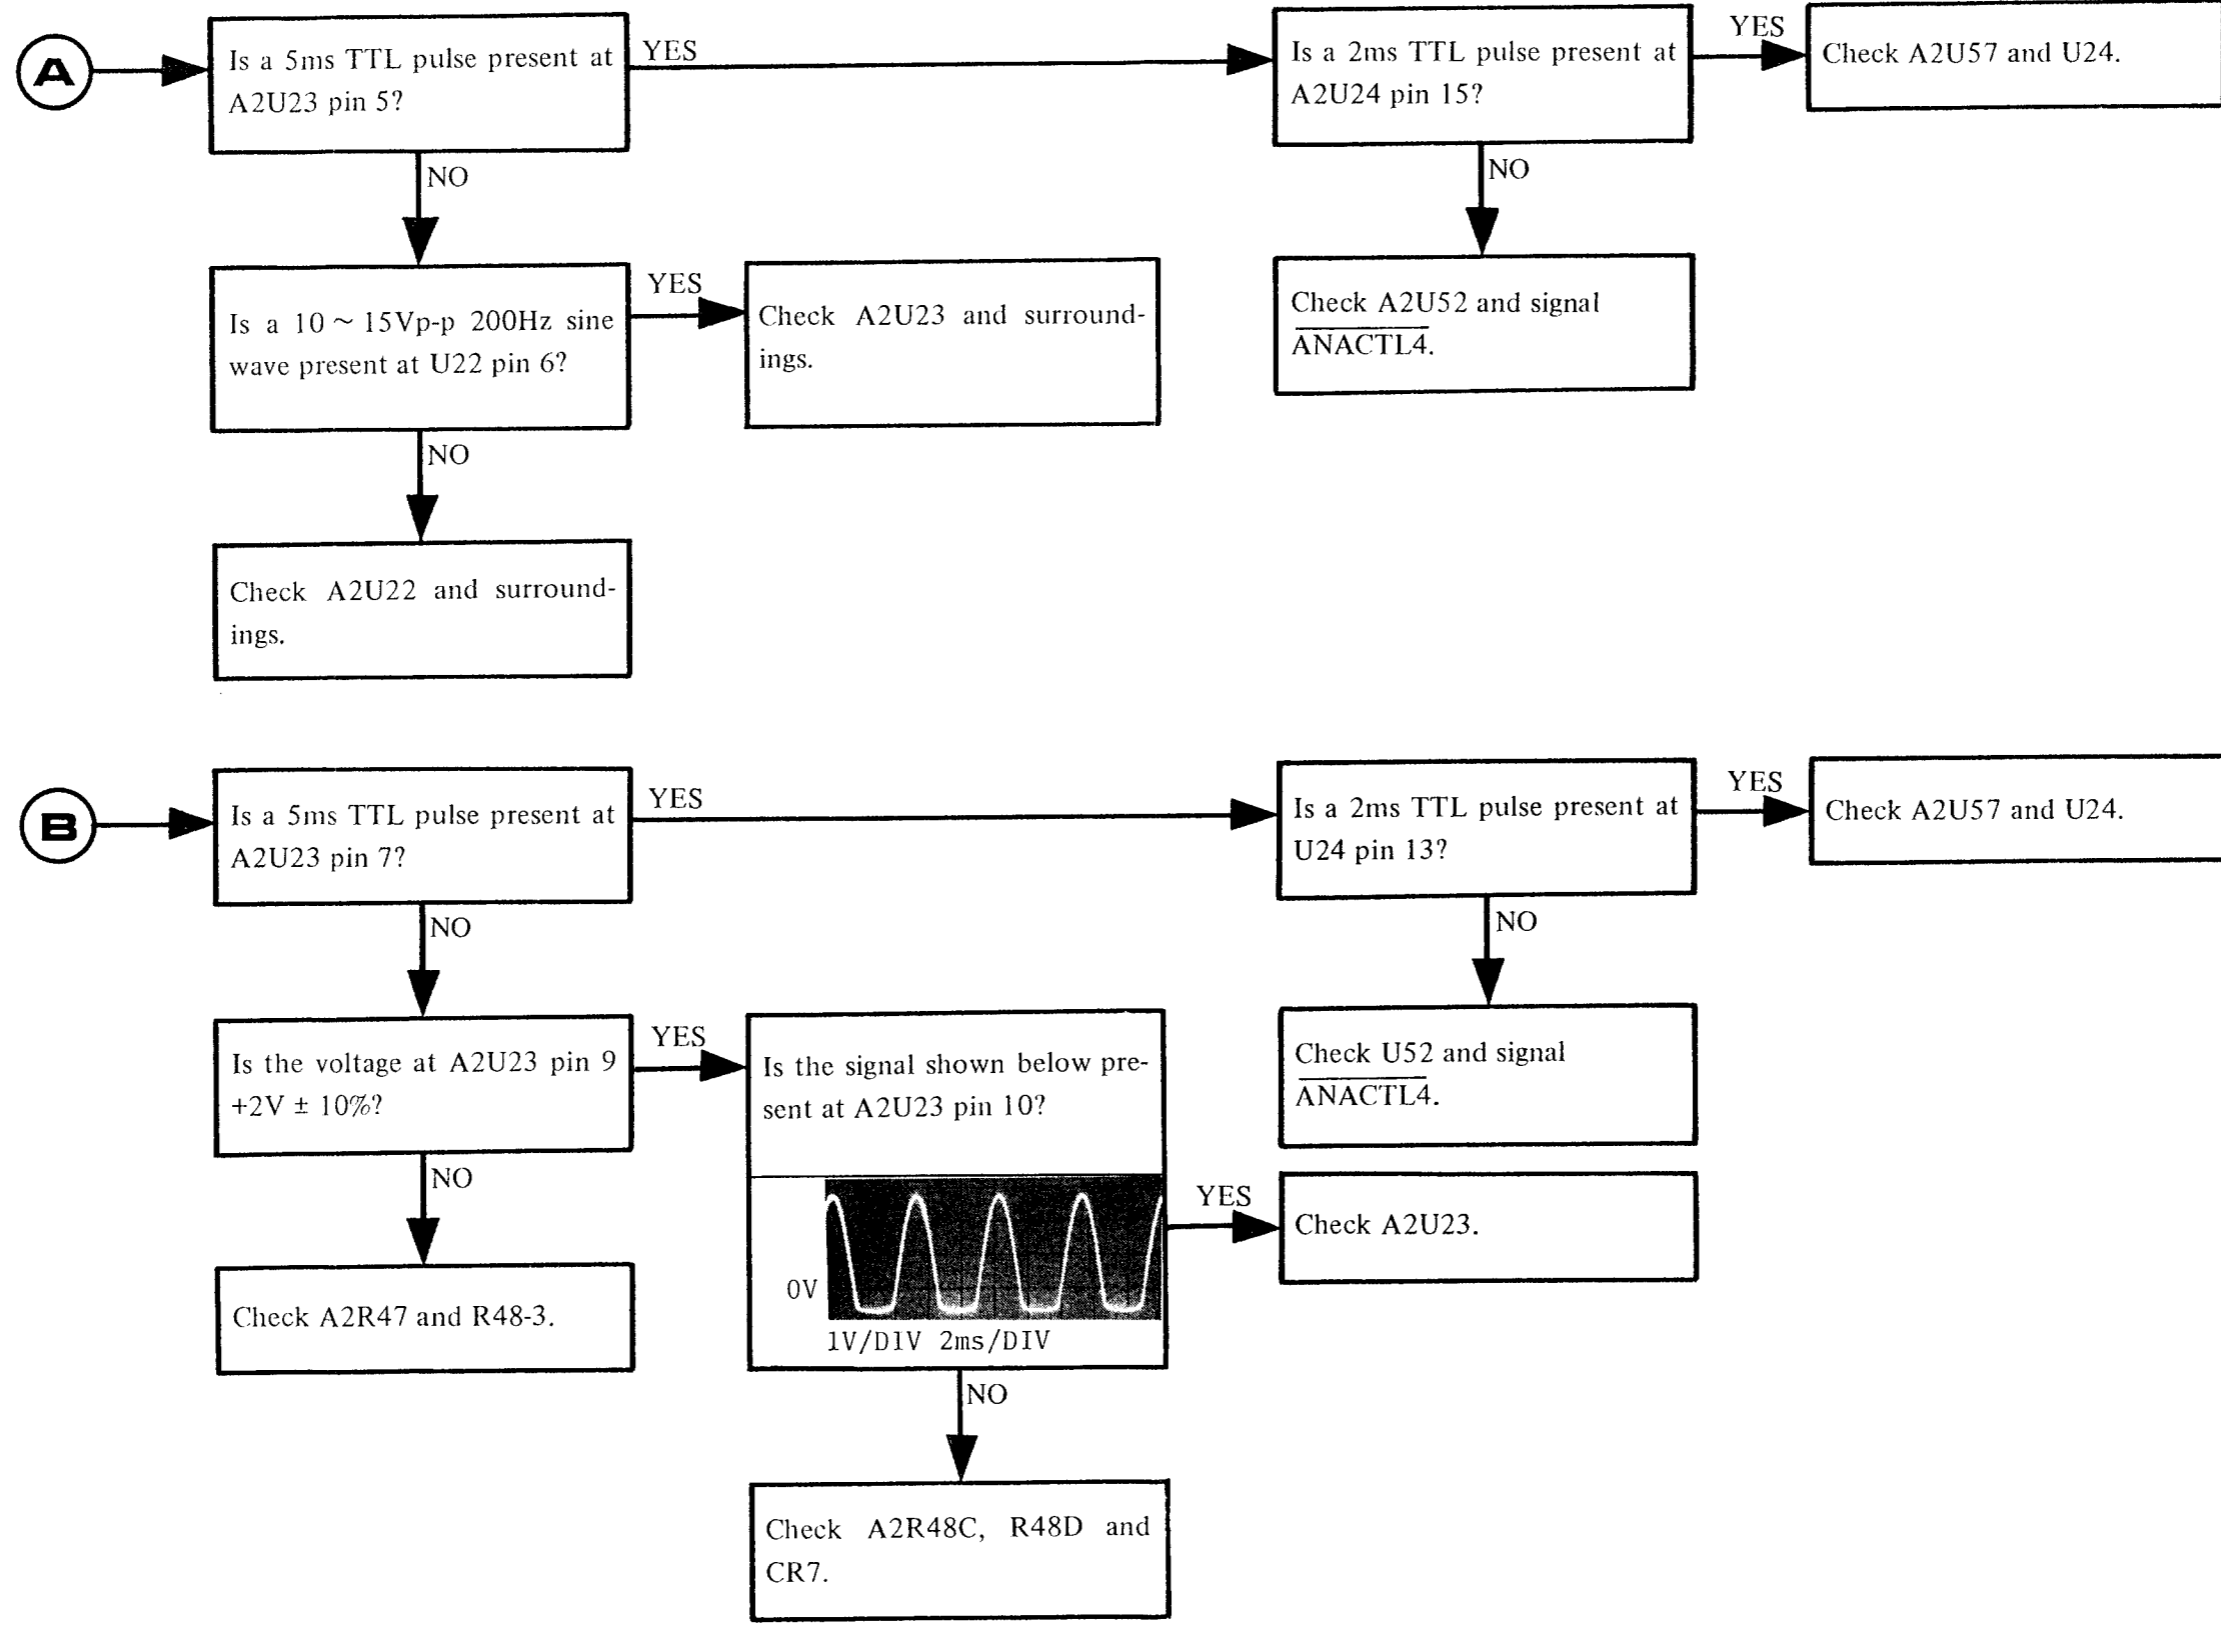 A
Is a 5ms TTL pulse present at
A2U23 pin 5?
YES
Is a 2ms TTL pulse present at
A2U24 pin 15?
YES
Check A2U57 and U24.
NO
NO
Is a 10 ~ 15Vp-p 200Hz sine
wave present at U22 pin 6?
YES
Check A2U23 and surround-
ings.
Check A2U52 and signal
A̅N̅A̅C̅T̅L̅4̅.
NO
Check A2U22 and surround-
ings.
B
Is a 5ms TTL pulse present at
A2U23 pin 7?
YES
Is a 2ms TTL pulse present at
U24 pin 13?
YES
Check A2U57 and U24.
NO
NO
Is the voltage at A2U23 pin 9
+2V ± 10%?
YES
Is the signal shown below pre-
sent at A2U23 pin 10?
0V
1V/DIV 2ms/DIV
Check U52 and signal
A̅N̅A̅C̅T̅L̅4̅.
YES
Check A2U23.
NO
Check A2R47 and R48-3.
NO
Check A2R48C, R48D and
CR7.